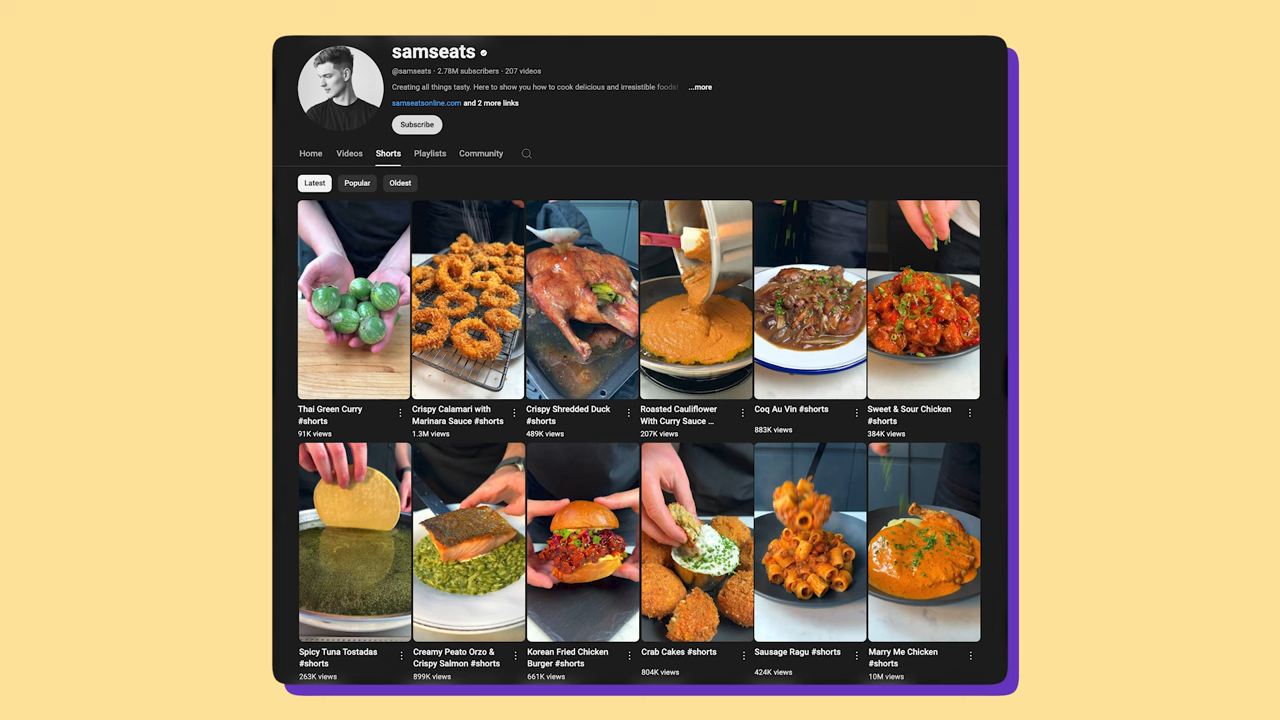 samseats
@samseats · 2.78M subscribers · 207 videos
Creating all things tasty. Here to show you how to cook delicious and irresistible foods! ...more
samseatsonline.com and 2 more links
Subscribe
Home Videos Shorts Playlists Community
Latest Popular Oldest
Thai Green Curry
#shorts
91K views
Crispy Calamari with
Marinara Sauce #shorts
1.3M views
Crispy Shredded Duck
#shorts
489K views
Roasted Cauliflower
With Curry Sauce ...
207K views
Coq Au Vin #shorts
883K views
Sweet & Sour Chicken
#shorts
384K views
Spicy Tuna Tostadas
#shorts
263K views
Creamy Peato Orzo &
Crispy Salmon #shorts
899K views
Korean Fried Chicken
Burger #shorts
661K views
Crab Cakes #shorts
804K views
Sausage Ragu #shorts
424K views
Marry Me Chicken
#shorts
10M views